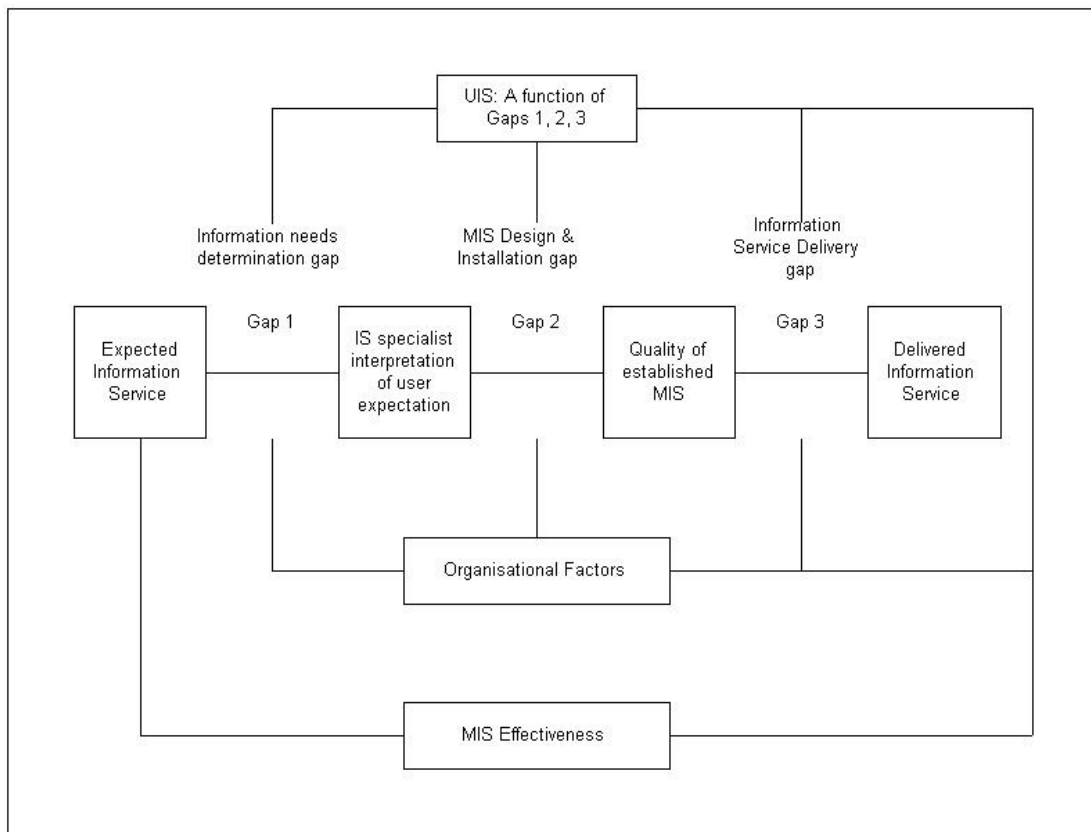 UIS: A function of
Gaps 1, 2, 3
Information needs
determination gap
MIS Design &
Installation gap
Information
Service Delivery
gap
Gap 1
Gap 2
Gap 3
Expected
Information
Service
IS specialist
interpretation
of user
expectation
Quality of
established
MIS
Delivered
Information
Service
Organisational Factors
MIS Effectiveness